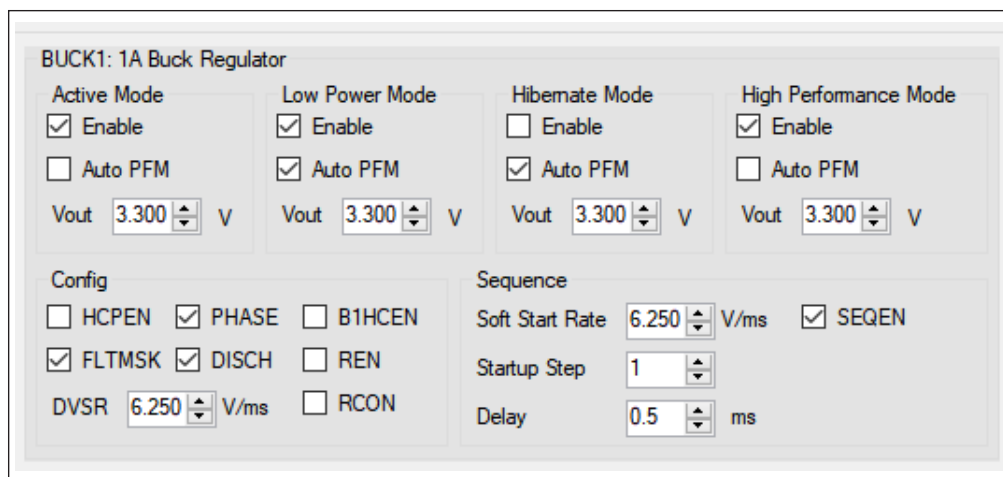 BUCK1: 1A Buck Regulator
Active Mode Low Power Mode Hibernate Mode High Performance Mode
Enable Enable Enable Enable
Auto PFM Auto PFM Auto PFM Auto PFM
Vout 3.300 V Vout 3.300 V Vout 3.300 V Vout 3.300 V
Config Sequence
HCPEN PHASE B1HCEN Soft Start Rate 6.250 V/ms SEQEN
FLTMSK DISCH REN Startup Step 1
DVSR 6.250 V/ms RCON Delay 0.5 ms